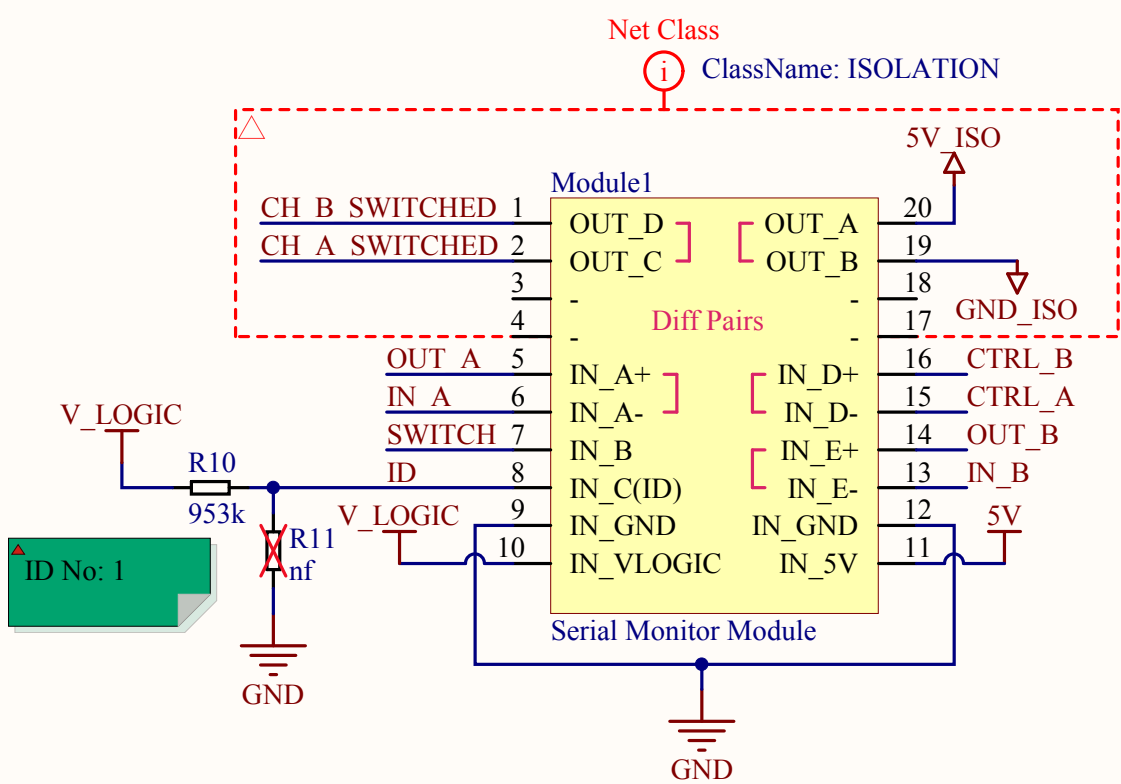 Net Class
i ClassName: ISOLATION
5V_ISO
Module1
CH_B_SWITCHED 1 OUT_D OUT_A 20
CH_A_SWITCHED 2 OUT_C OUT_B 19
3 - - 18
GND_ISO
Diff Pairs
4 - - 17
OUT_A 5 IN_A+ IN_D+ 16 CTRL_B
IN_A 6 IN_A- IN_D- 15 CTRL_A
V_LOGIC
SWITCH 7 IN_B IN_E+ 14 OUT_B
R10
953k
ID 8 IN_C(ID) IN_E- 13 IN_B
V_LOGIC 9 IN_GND IN_GND 12 5V
R11
nf
10 IN_VLOGIC IN_5V 11
ID No: 1
Serial Monitor Module
GND
GND